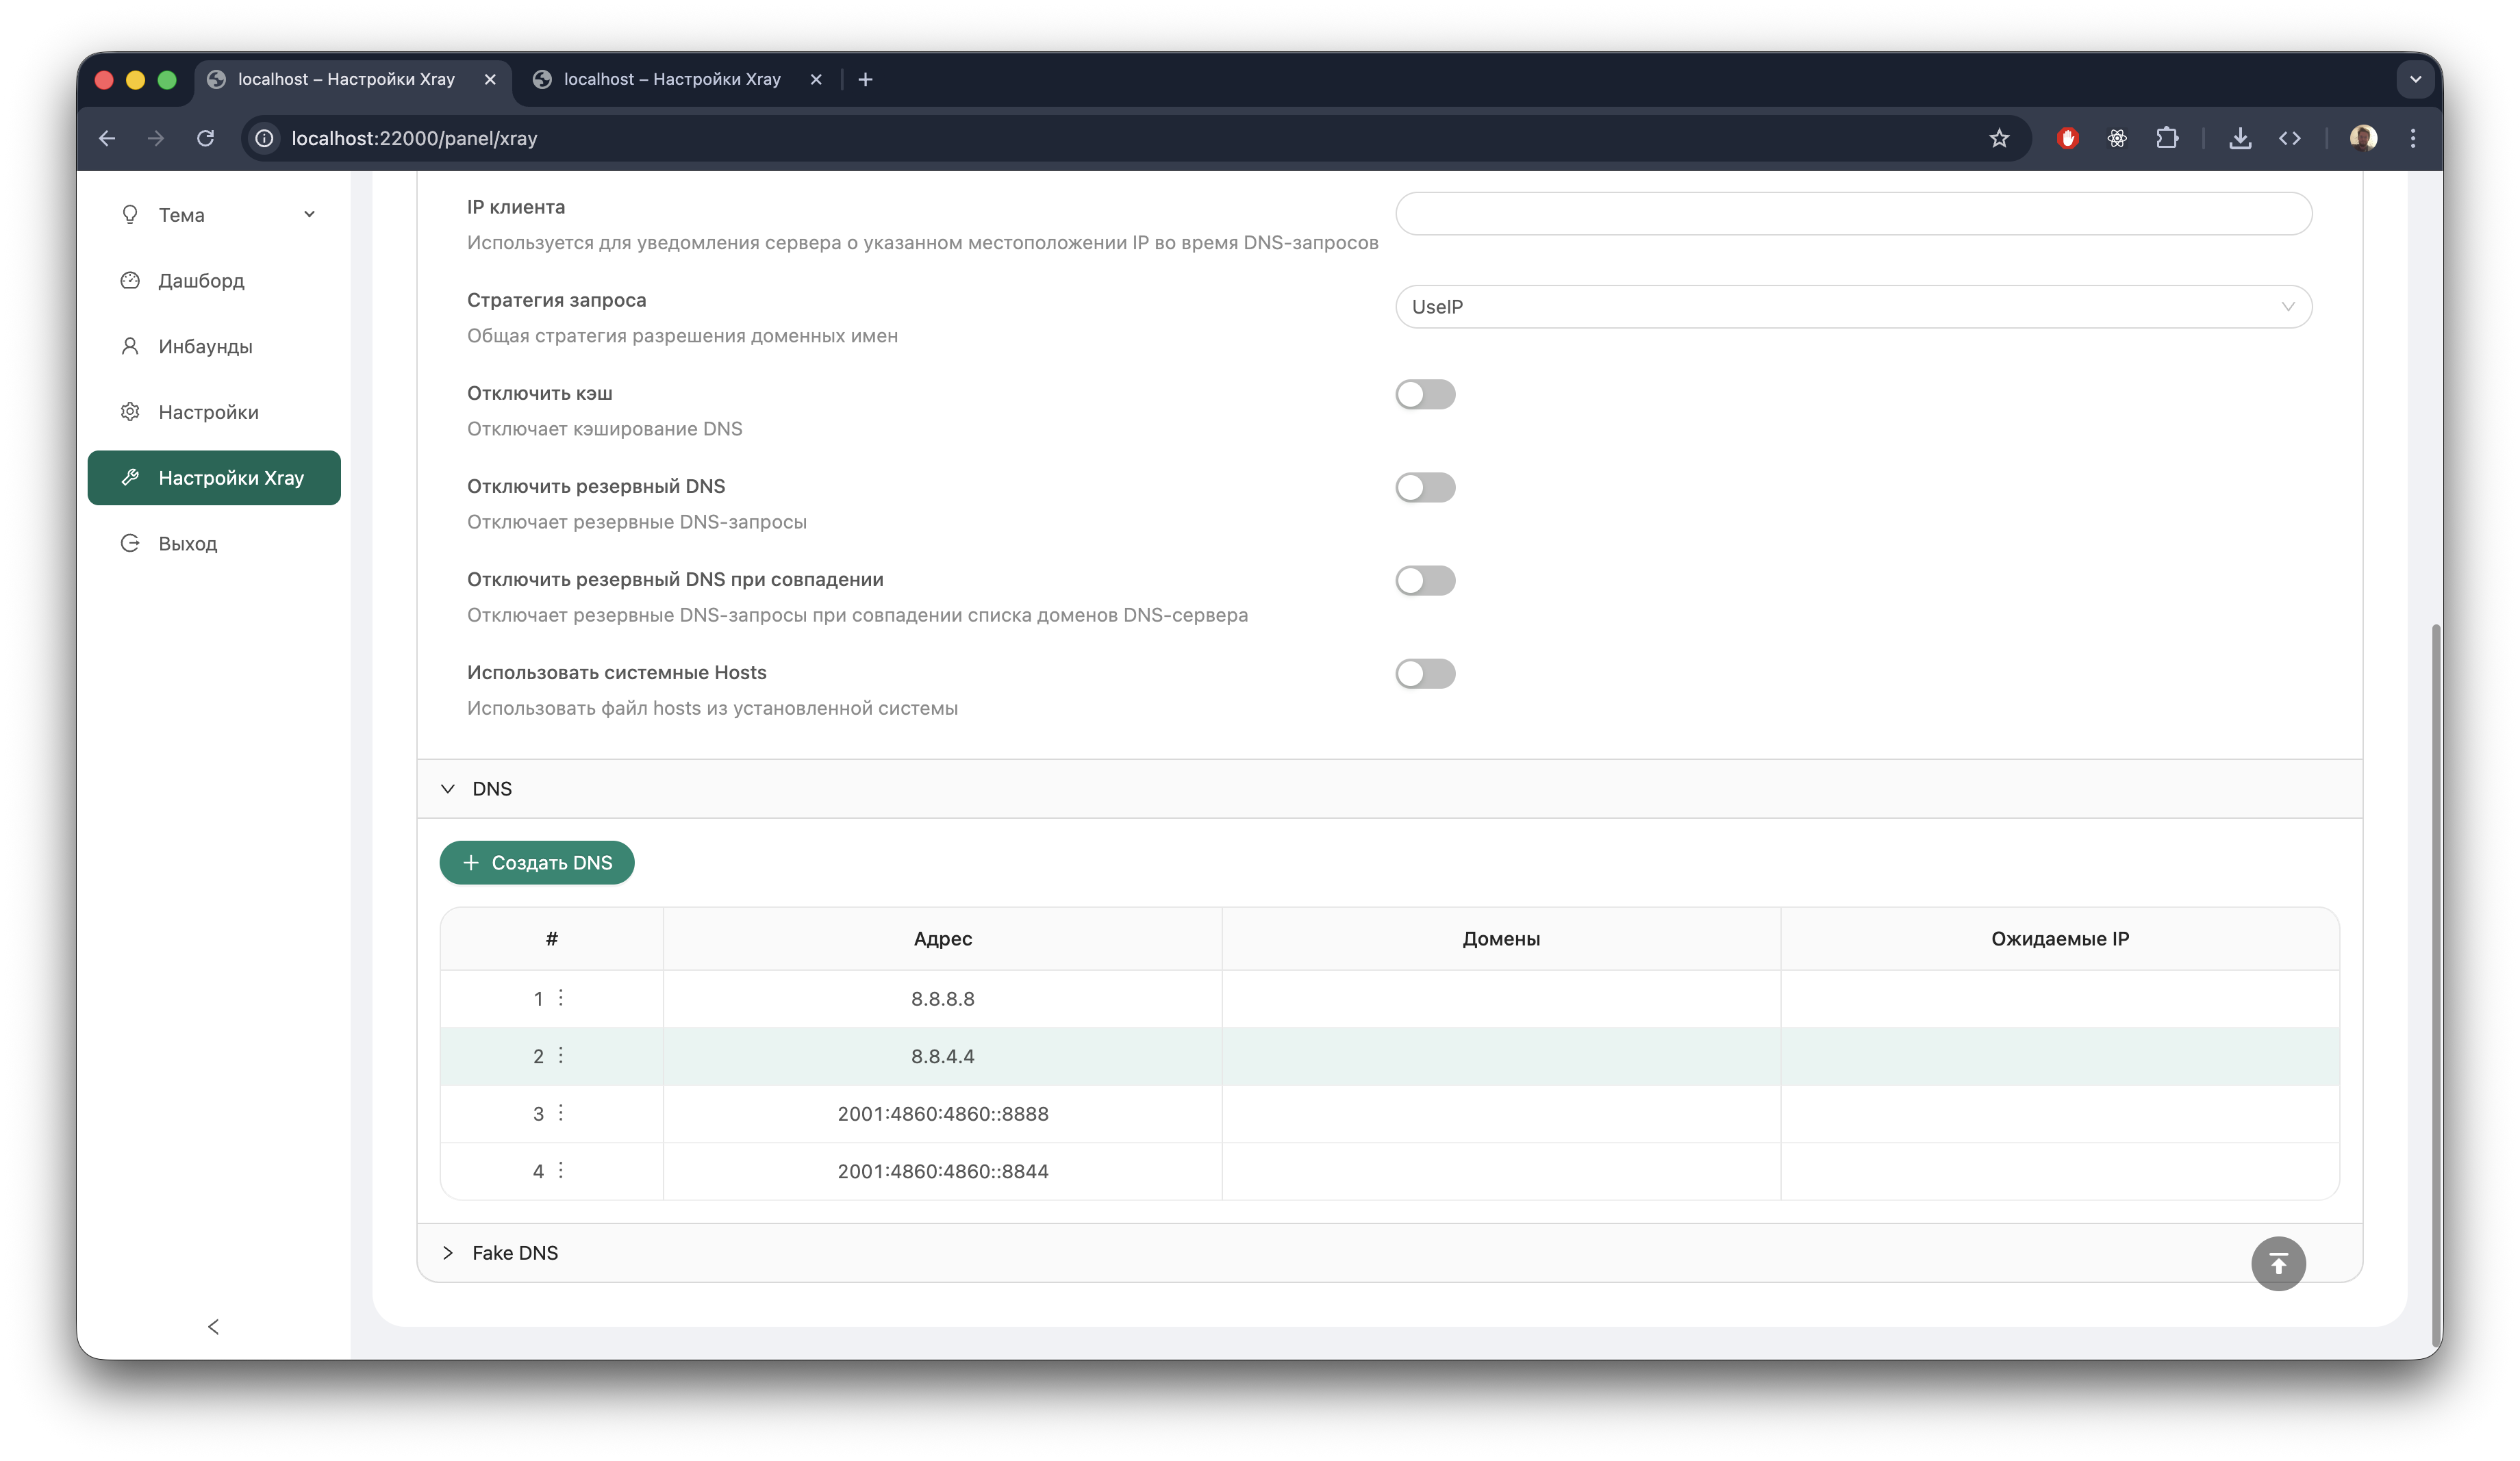 localhost – Настройки Xray
localhost – Настройки Xray
localhost:22000/panel/xray
Тема
Дашборд
Инбаунды
Настройки
Настройки Xray
Выход
IP клиента
Используется для уведомления сервера о указанном местоположении IP во время DNS-запросов
Стратегия запроса
UseIP
Общая стратегия разрешения доменных имен
Отключить кэш
Отключает кэширование DNS
Отключить резервный DNS
Отключает резервные DNS-запросы
Отключить резервный DNS при совпадении
Отключает резервные DNS-запросы при совпадении списка доменов DNS-сервера
Использовать системные Hosts
Использовать файл hosts из установленной системы
DNS
Создать DNS
# Адрес Домены Ожидаемые IP
1 8.8.8.8
2 8.8.4.4
3 2001:4860:4860::8888
4 2001:4860:4860::8844
Fake DNS